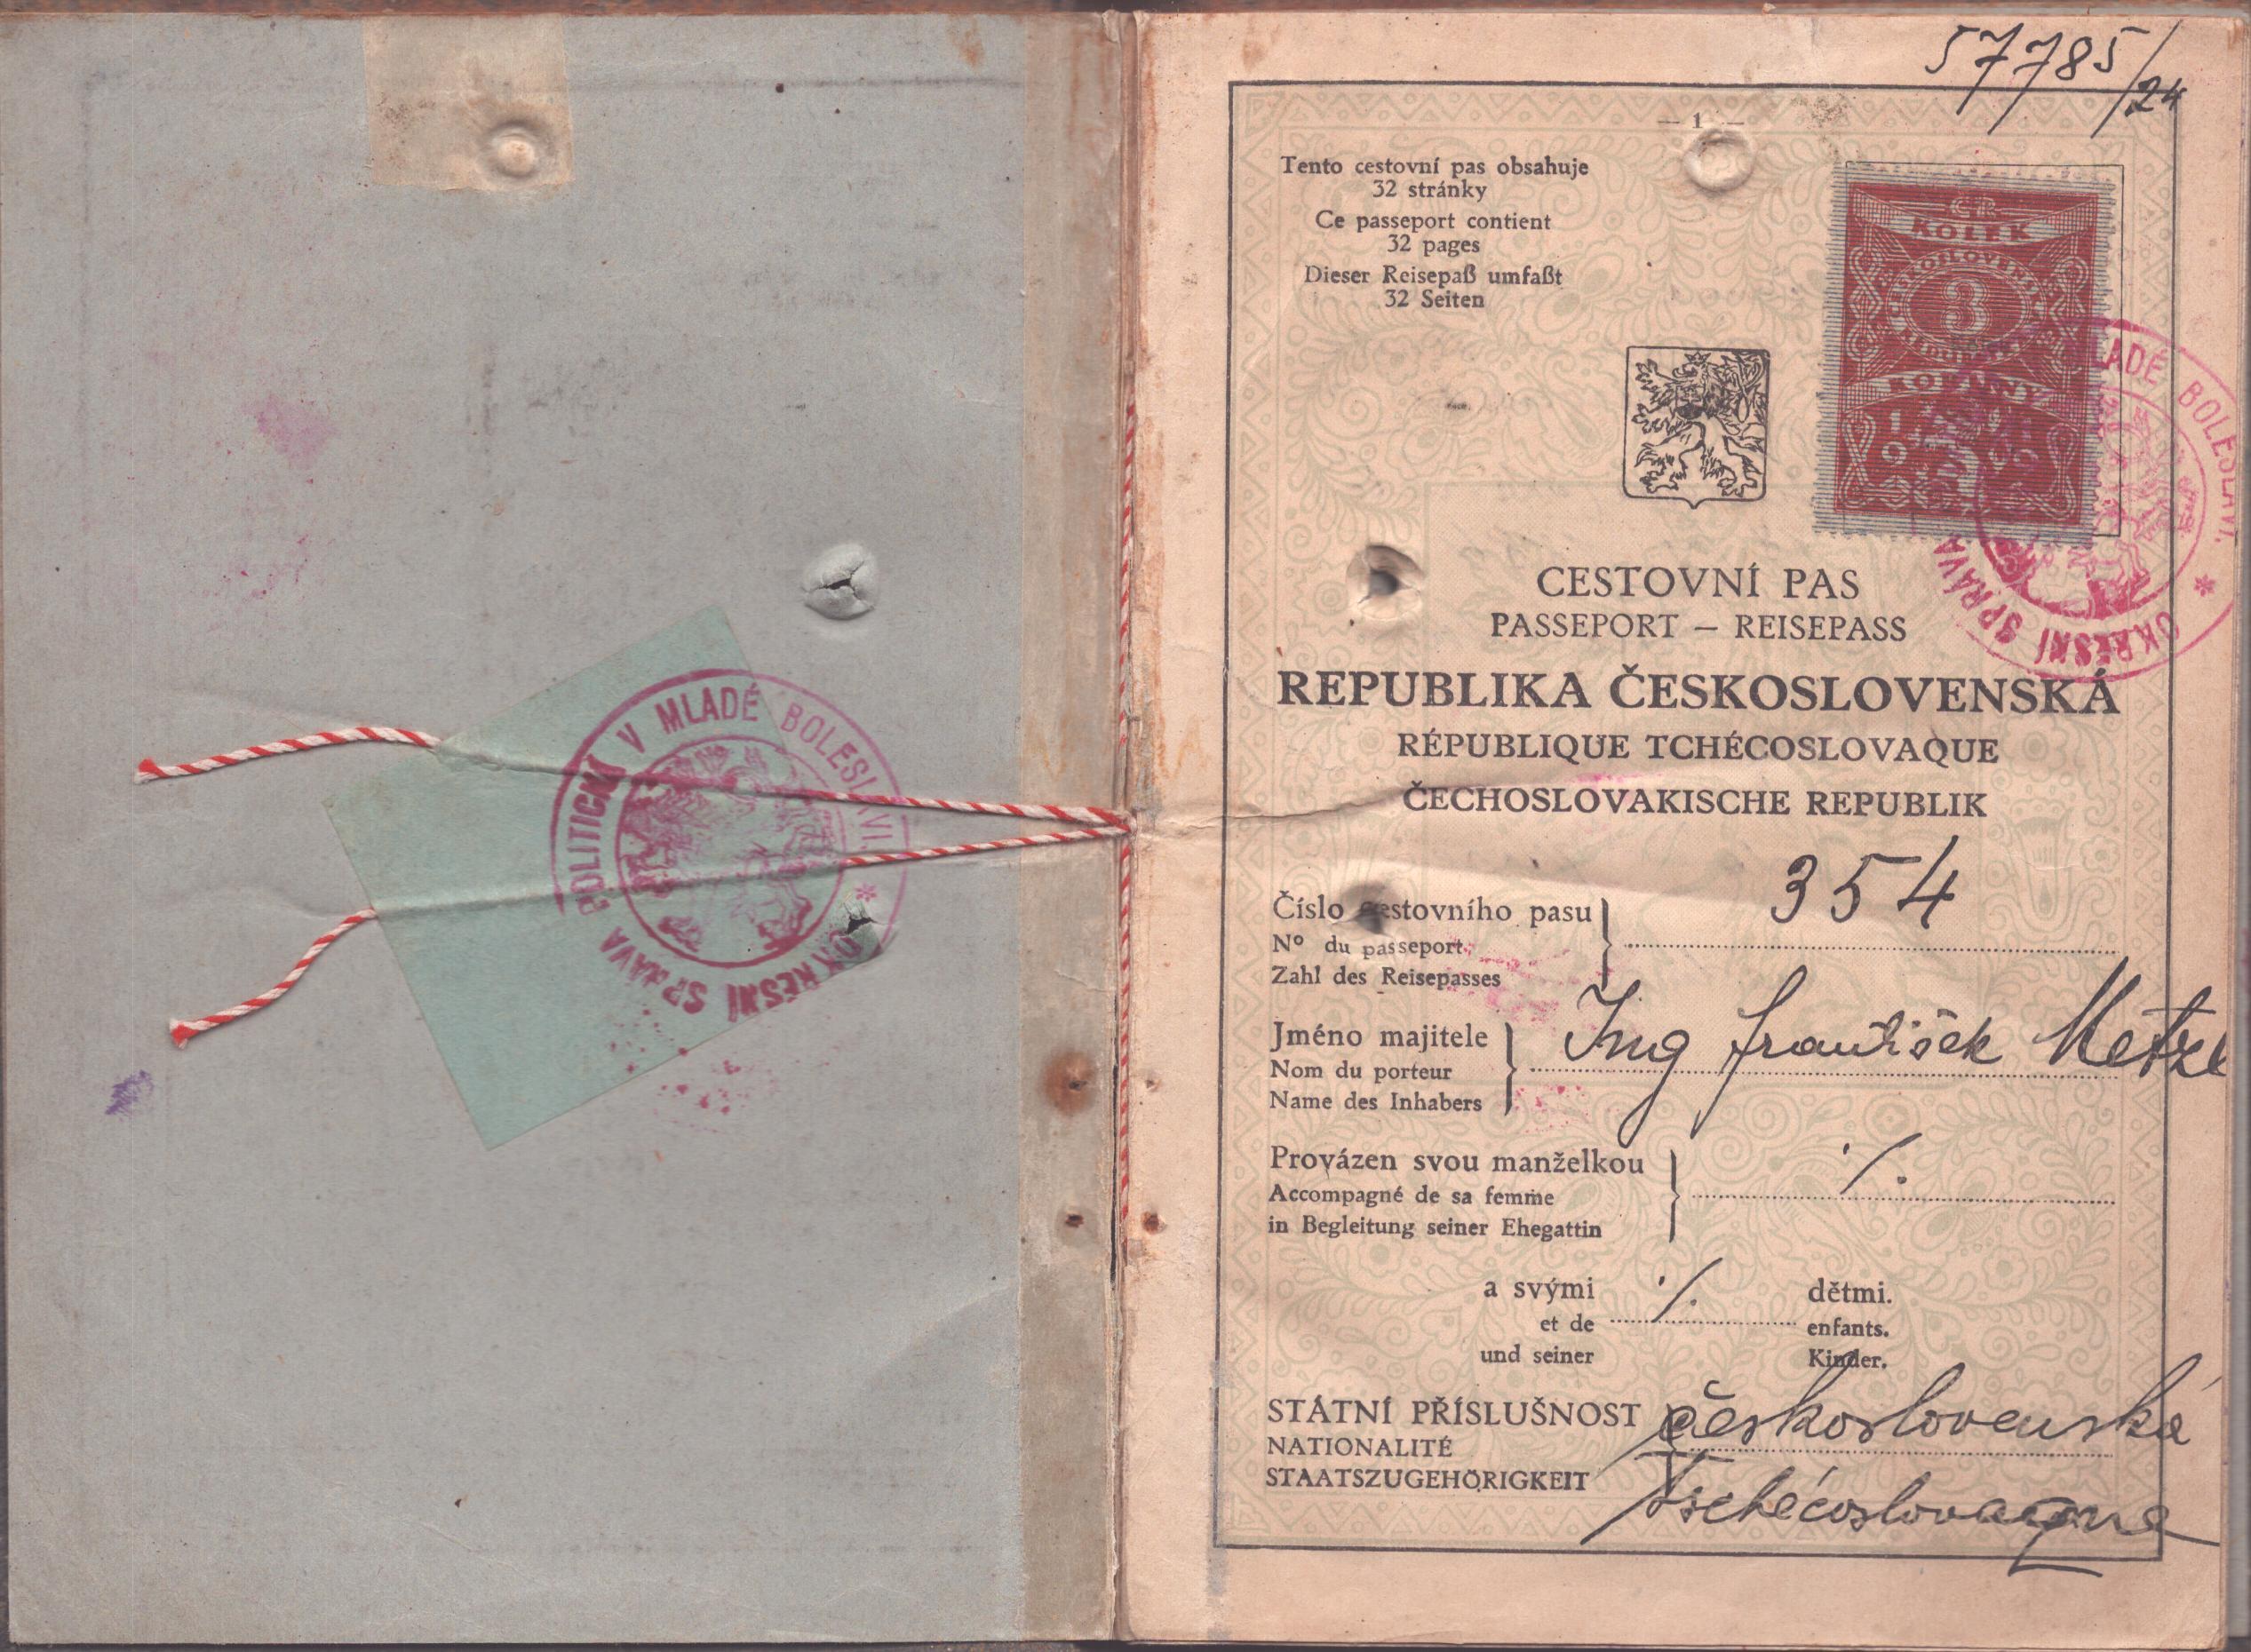 POLITICKÁ V MLADÉ BOLESLAVI. * OKRESNÍ SPRÁVA
57785/24
— 1 —
Tento cestovní pas obsahuje
32 stránky
Ce passeport contient
32 pages
Dieser Reisepaß umfaßt
32 Seiten
KOLEK
3
KORUNY
MLADÉ BOLESLAVI. * OKRESNÍ SPRÁVA
CESTOVNÍ PAS
PASSEPORT — REISEPASS
REPUBLIKA ČESKOSLOVENSKÁ
RÉPUBLIQUE TCHÉCOSLOVAQUE
ČECHOSLOVAKISCHE REPUBLIK
Číslo cestovního pasu 354
Nº du passeport
Zahl des Reisepasses
Jméno majitele Ing František Metzl
Nom du porteur
Name des Inhabers
Provázen svou manželkou ·/.
Accompagné de sa femme
in Begleitung seiner Ehegattin
a svými ·/. dětmi.
et de enfants.
und seiner Kinder.
STÁTNÍ PŘÍSLUŠNOST československá
NATIONALITÉ
STAATSZUGEHÖRIGKEIT Tschécoslovaque